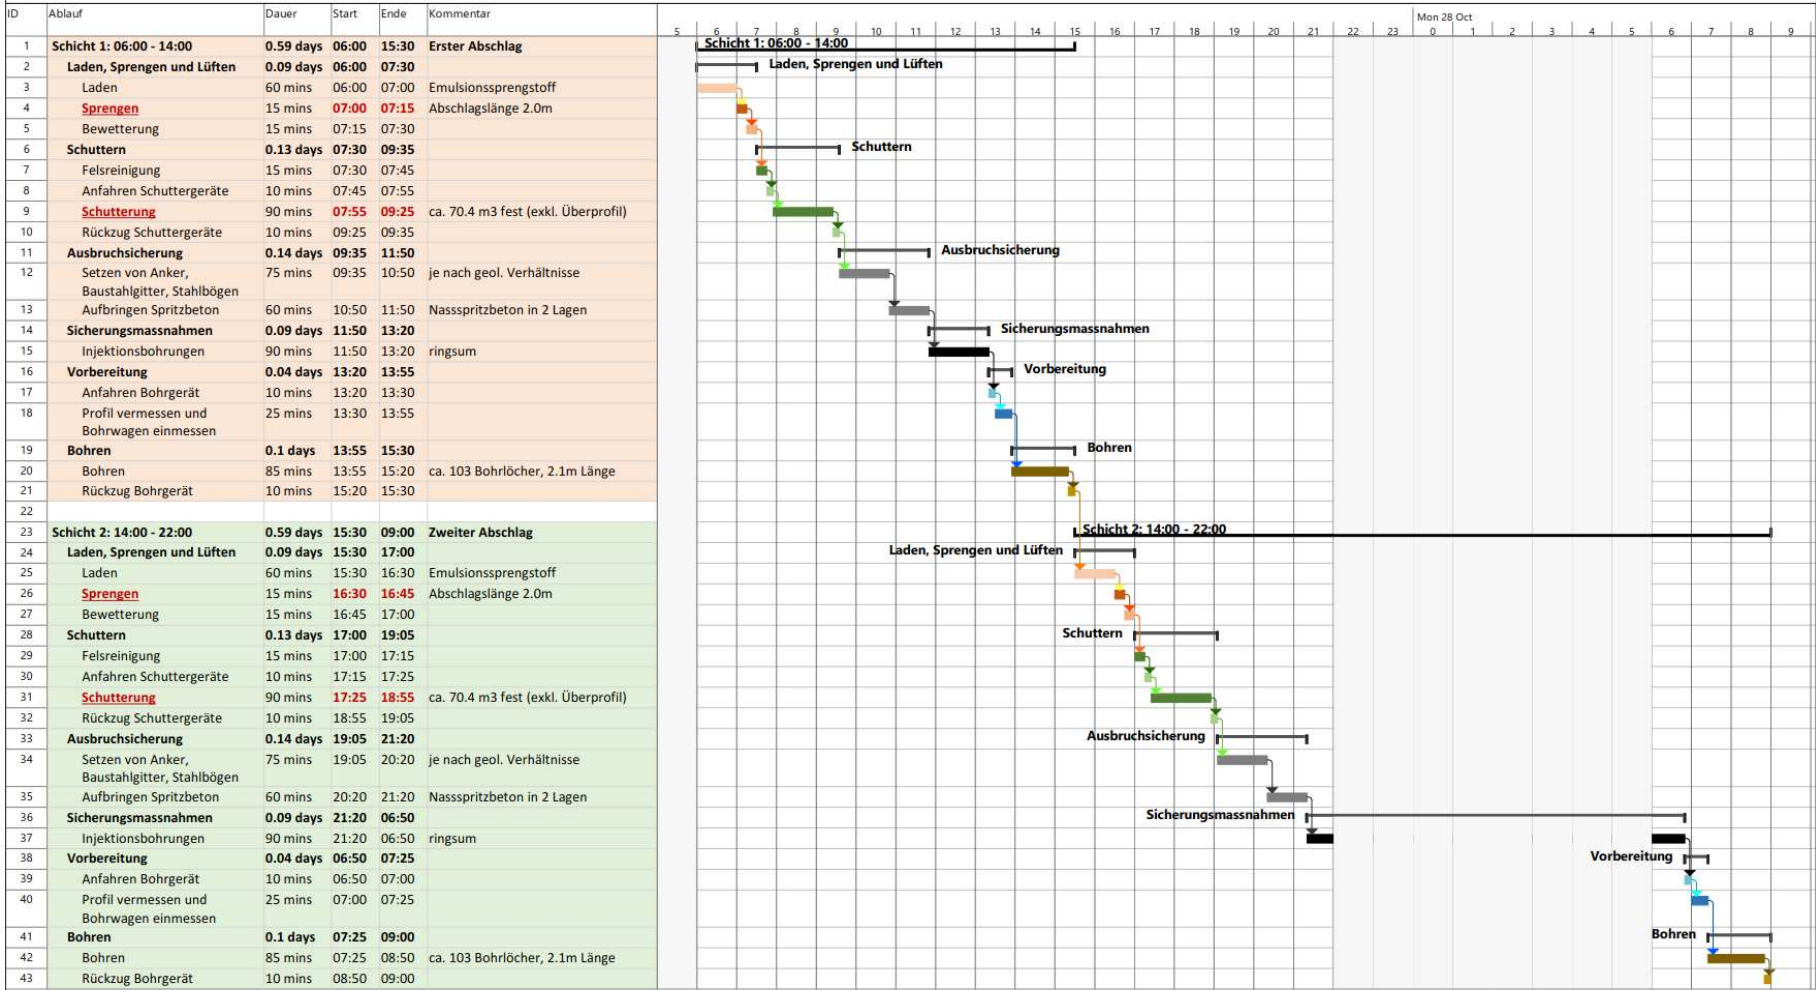 ID Ablauf Dauer Start Ende Kommentar
Mon 28 Oct
5 6 7 8 9 10 11 12 13 14 15 16 17 18 19 20 21 22 23 0 1 2 3 4 5 6 7 8 9
1 Schicht 1: 06:00 - 14:00 0.59 days 06:00 15:30 Erster Abschlag Schicht 1: 06:00 - 14:00
2 Laden, Sprengen und Lüften 0.09 days 06:00 07:30 Laden, Sprengen und Lüften
3 Laden 60 mins 06:00 07:00 Emulsionssprengstoff
4 Sprengen 15 mins 07:00 07:15 Abschlagslänge 2.0m
5 Bewetterung 15 mins 07:15 07:30
6 Schuttern 0.13 days 07:30 09:35 Schuttern
7 Felsreinigung 15 mins 07:30 07:45
8 Anfahren Schuttergeräte 10 mins 07:45 07:55
9 Schutterung 90 mins 07:55 09:25 ca. 70.4 m3 fest (exkl. Überprofil)
10 Rückzug Schuttergeräte 10 mins 09:25 09:35
11 Ausbruchsicherung 0.14 days 09:35 11:50 Ausbruchsicherung
12 Setzen von Anker, 75 mins 09:35 10:50 je nach geol. Verhältnisse
Baustahlgitter, Stahlbögen
13 Aufbringen Spritzbeton 60 mins 10:50 11:50 Nassspritzbeton in 2 Lagen
14 Sicherungsmassnahmen 0.09 days 11:50 13:20 Sicherungsmassnahmen
15 Injektionsbohrungen 90 mins 11:50 13:20 ringsum
16 Vorbereitung 0.04 days 13:20 13:55 Vorbereitung
17 Anfahren Bohrgerät 10 mins 13:20 13:30
18 Profil vermessen und 25 mins 13:30 13:55
Bohrwagen einmessen
19 Bohren 0.1 days 13:55 15:30 Bohren
20 Bohren 85 mins 13:55 15:20 ca. 103 Bohrlöcher, 2.1m Länge
21 Rückzug Bohrgerät 10 mins 15:20 15:30
22
23 Schicht 2: 14:00 - 22:00 0.59 days 15:30 09:00 Zweiter Abschlag Schicht 2: 14:00 - 22:00
24 Laden, Sprengen und Lüften 0.09 days 15:30 17:00 Laden, Sprengen und Lüften
25 Laden 60 mins 15:30 16:30 Emulsionssprengstoff
26 Sprengen 15 mins 16:30 16:45 Abschlagslänge 2.0m
27 Bewetterung 15 mins 16:45 17:00
28 Schuttern 0.13 days 17:00 19:05 Schuttern
29 Felsreinigung 15 mins 17:00 17:15
30 Anfahren Schuttergeräte 10 mins 17:15 17:25
31 Schutterung 90 mins 17:25 18:55 ca. 70.4 m3 fest (exkl. Überprofil)
32 Rückzug Schuttergeräte 10 mins 18:55 19:05
33 Ausbruchsicherung 0.14 days 19:05 21:20 Ausbruchsicherung
34 Setzen von Anker, 75 mins 19:05 20:20 je nach geol. Verhältnisse
Baustahlgitter, Stahlbögen
35 Aufbringen Spritzbeton 60 mins 20:20 21:20 Nassspritzbeton in 2 Lagen
36 Sicherungsmassnahmen 0.09 days 21:20 06:50 Sicherungsmassnahmen
37 Injektionsbohrungen 90 mins 21:20 06:50 ringsum
38 Vorbereitung 0.04 days 06:50 07:25 Vorbereitung
39 Anfahren Bohrgerät 10 mins 06:50 07:00
40 Profil vermessen und 25 mins 07:00 07:25
Bohrwagen einmessen
41 Bohren 0.1 days 07:25 09:00 Bohren
42 Bohren 85 mins 07:25 08:50 ca. 103 Bohrlöcher, 2.1m Länge
43 Rückzug Bohrgerät 10 mins 08:50 09:00